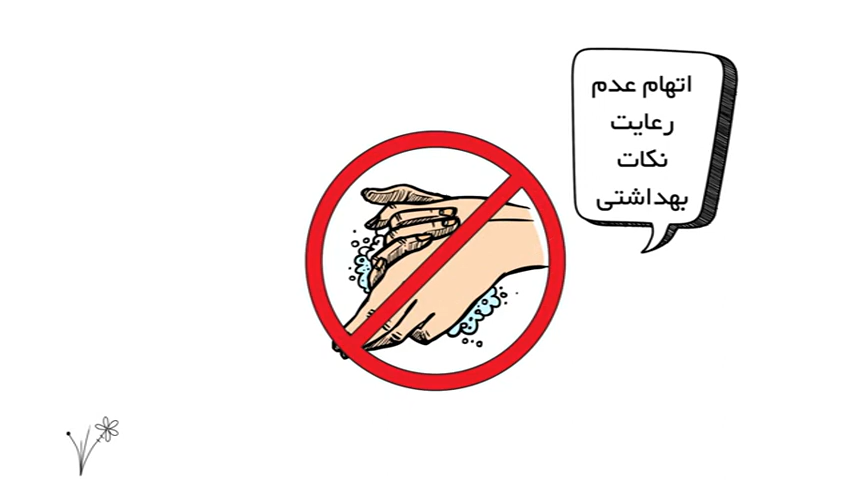 اتهام عدم
رعایت
نکات
بهداشتی